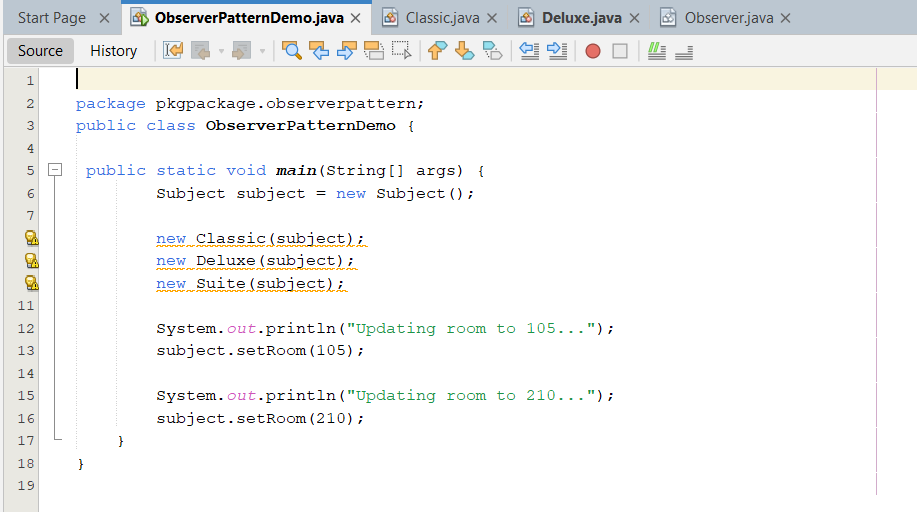 Start Page ObserverPatternDemo.java Classic.java Deluxe.java Observer.java
Source History
1
2 package pkgpackage.observerpattern;
3 public class ObserverPatternDemo {
4
5 public static void main(String[] args) {
6 Subject subject = new Subject();
7
new Classic(subject);
new Deluxe(subject);
new Suite(subject);
11
12 System.out.println("Updating room to 105...");
13 subject.setRoom(105);
14
15 System.out.println("Updating room to 210...");
16 subject.setRoom(210);
17 }
18 }
19